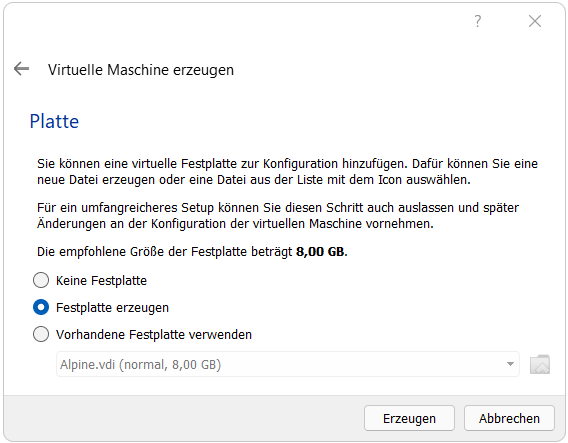 ?
Virtuelle Maschine erzeugen
Platte
Sie können eine virtuelle Festplatte zur Konfiguration hinzufügen. Dafür können Sie eine
neue Datei erzeugen oder eine Datei aus der Liste mit dem Icon auswählen.
Für ein umfangreicheres Setup können Sie diesen Schritt auch auslassen und später
Änderungen an der Konfiguration der virtuellen Maschine vornehmen.
Die empfohlene Größe der Festplatte beträgt 8,00 GB.
Keine Festplatte
Festplatte erzeugen
Vorhandene Festplatte verwenden
Alpine.vdi (normal, 8,00 GB)
Erzeugen Abbrechen